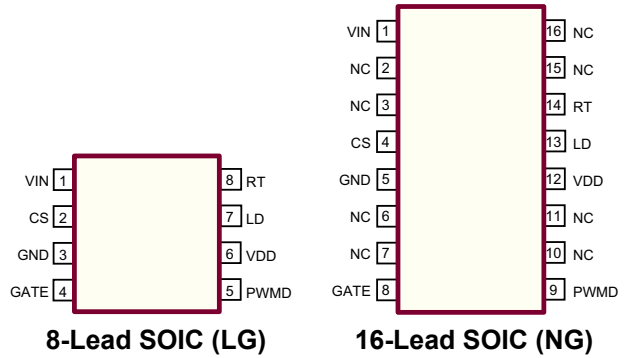 VIN 1 16 NC
NC 2 15 NC
NC 3 14 RT
CS 4 13 LD
GND 5 12 VDD
NC 6 11 NC
NC 7 10 NC
GATE 8 9 PWMD
VIN 1 8 RT
CS 2 7 LD
GND 3 6 VDD
GATE 4 5 PWMD
8-Lead SOIC (LG)
16-Lead SOIC (NG)